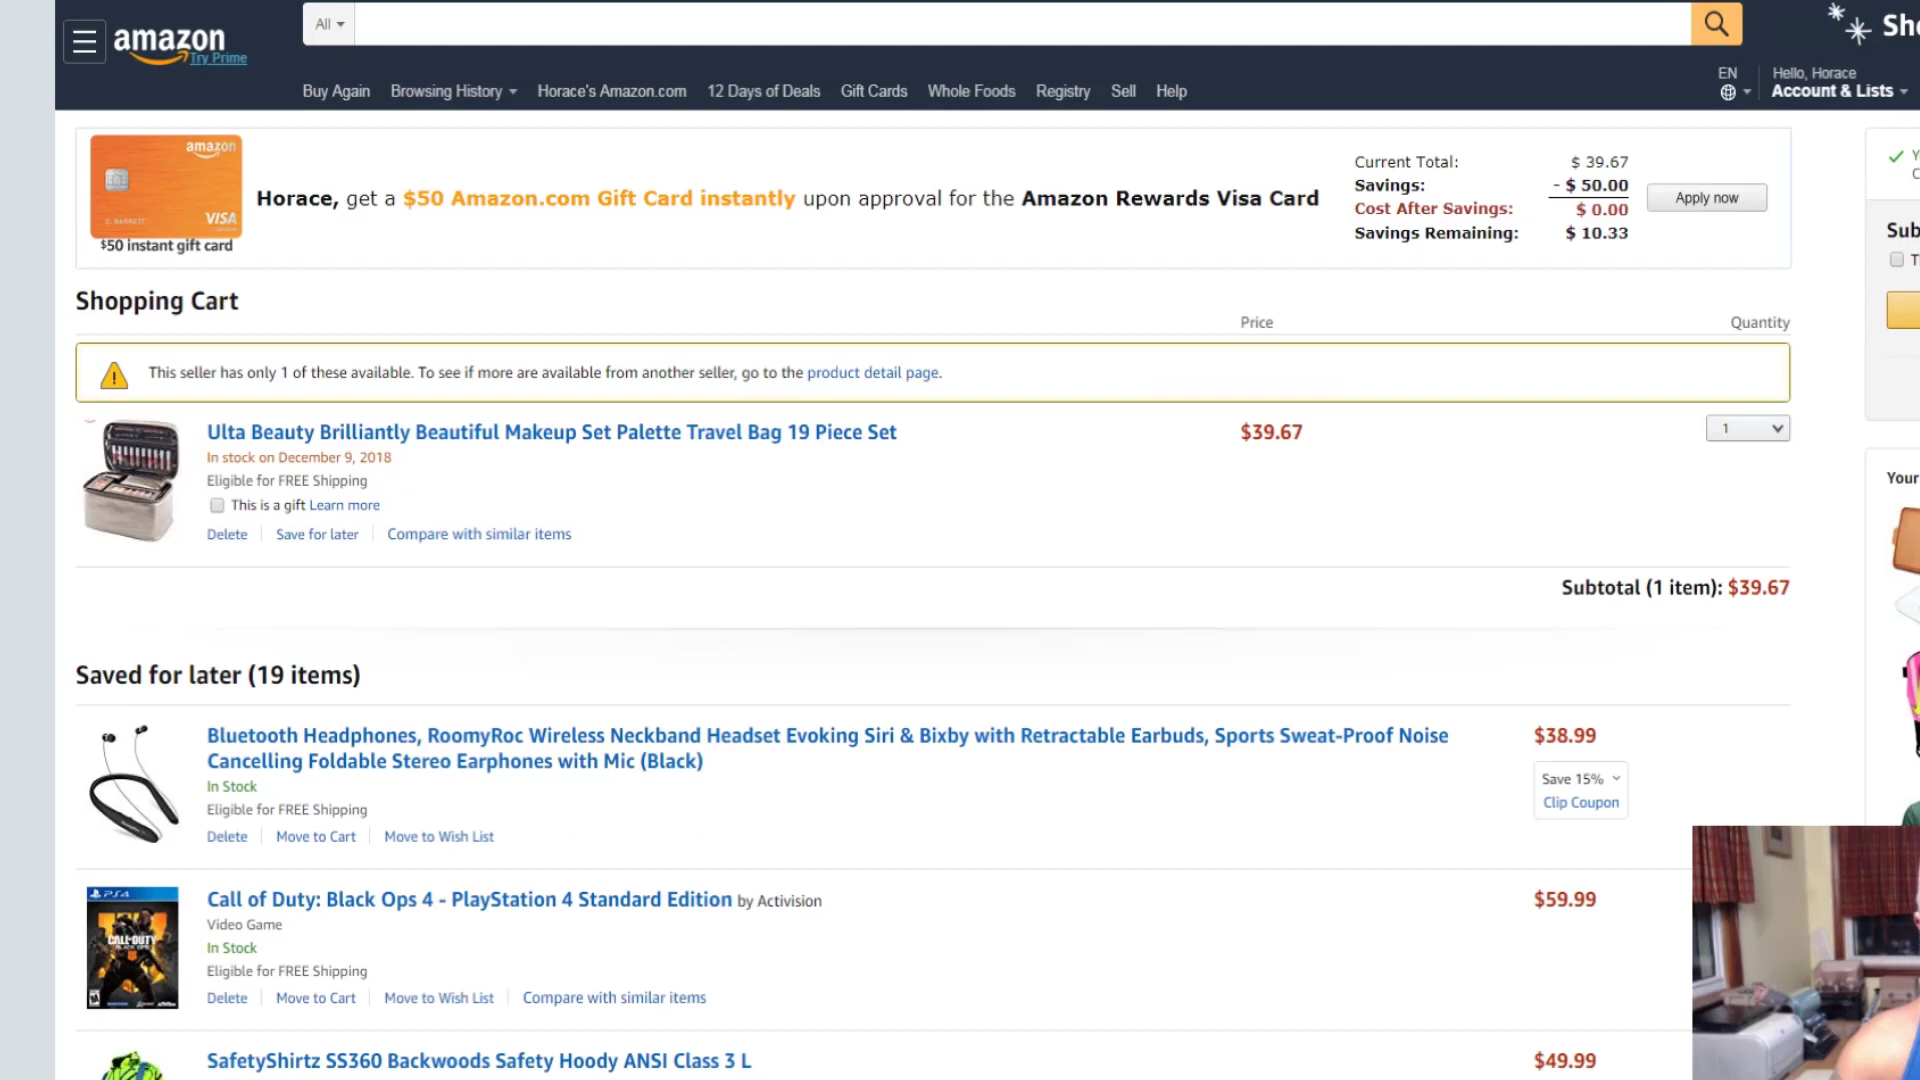 amazon
Try Prime
All
Buy Again Browsing History Horace's Amazon.com 12 Days of Deals Gift Cards Whole Foods Registry Sell Help
EN
Hello, Horace
Account & Lists
amazon
VISA
$50 instant gift card
Horace, get a $50 Amazon.com Gift Card instantly upon approval for the Amazon Rewards Visa Card
Current Total: $ 39.67
Savings: - $ 50.00
Cost After Savings: $ 0.00
Savings Remaining: $ 10.33
Apply now
Shopping Cart
Price Quantity
This seller has only 1 of these available. To see if more are available from another seller, go to the product detail page.
Ulta Beauty Brilliantly Beautiful Makeup Set Palette Travel Bag 19 Piece Set $39.67 1
In stock on December 9, 2018
Eligible for FREE Shipping
This is a gift Learn more
Delete Save for later Compare with similar items
Subtotal (1 item): $39.67
Saved for later (19 items)
Bluetooth Headphones, RoomyRoc Wireless Neckband Headset Evoking Siri & Bixby with Retractable Earbuds, Sports Sweat-Proof Noise $38.99
Cancelling Foldable Stereo Earphones with Mic (Black)
In Stock
Eligible for FREE Shipping
Delete Move to Cart Move to Wish List
Save 15%
Clip Coupon
PS4
CALL OF DUTY
Call of Duty: Black Ops 4 - PlayStation 4 Standard Edition by Activision $59.99
Video Game
In Stock
Eligible for FREE Shipping
Delete Move to Cart Move to Wish List Compare with similar items
SafetyShirtz SS360 Backwoods Safety Hoody ANSI Class 3 L $49.99
Your